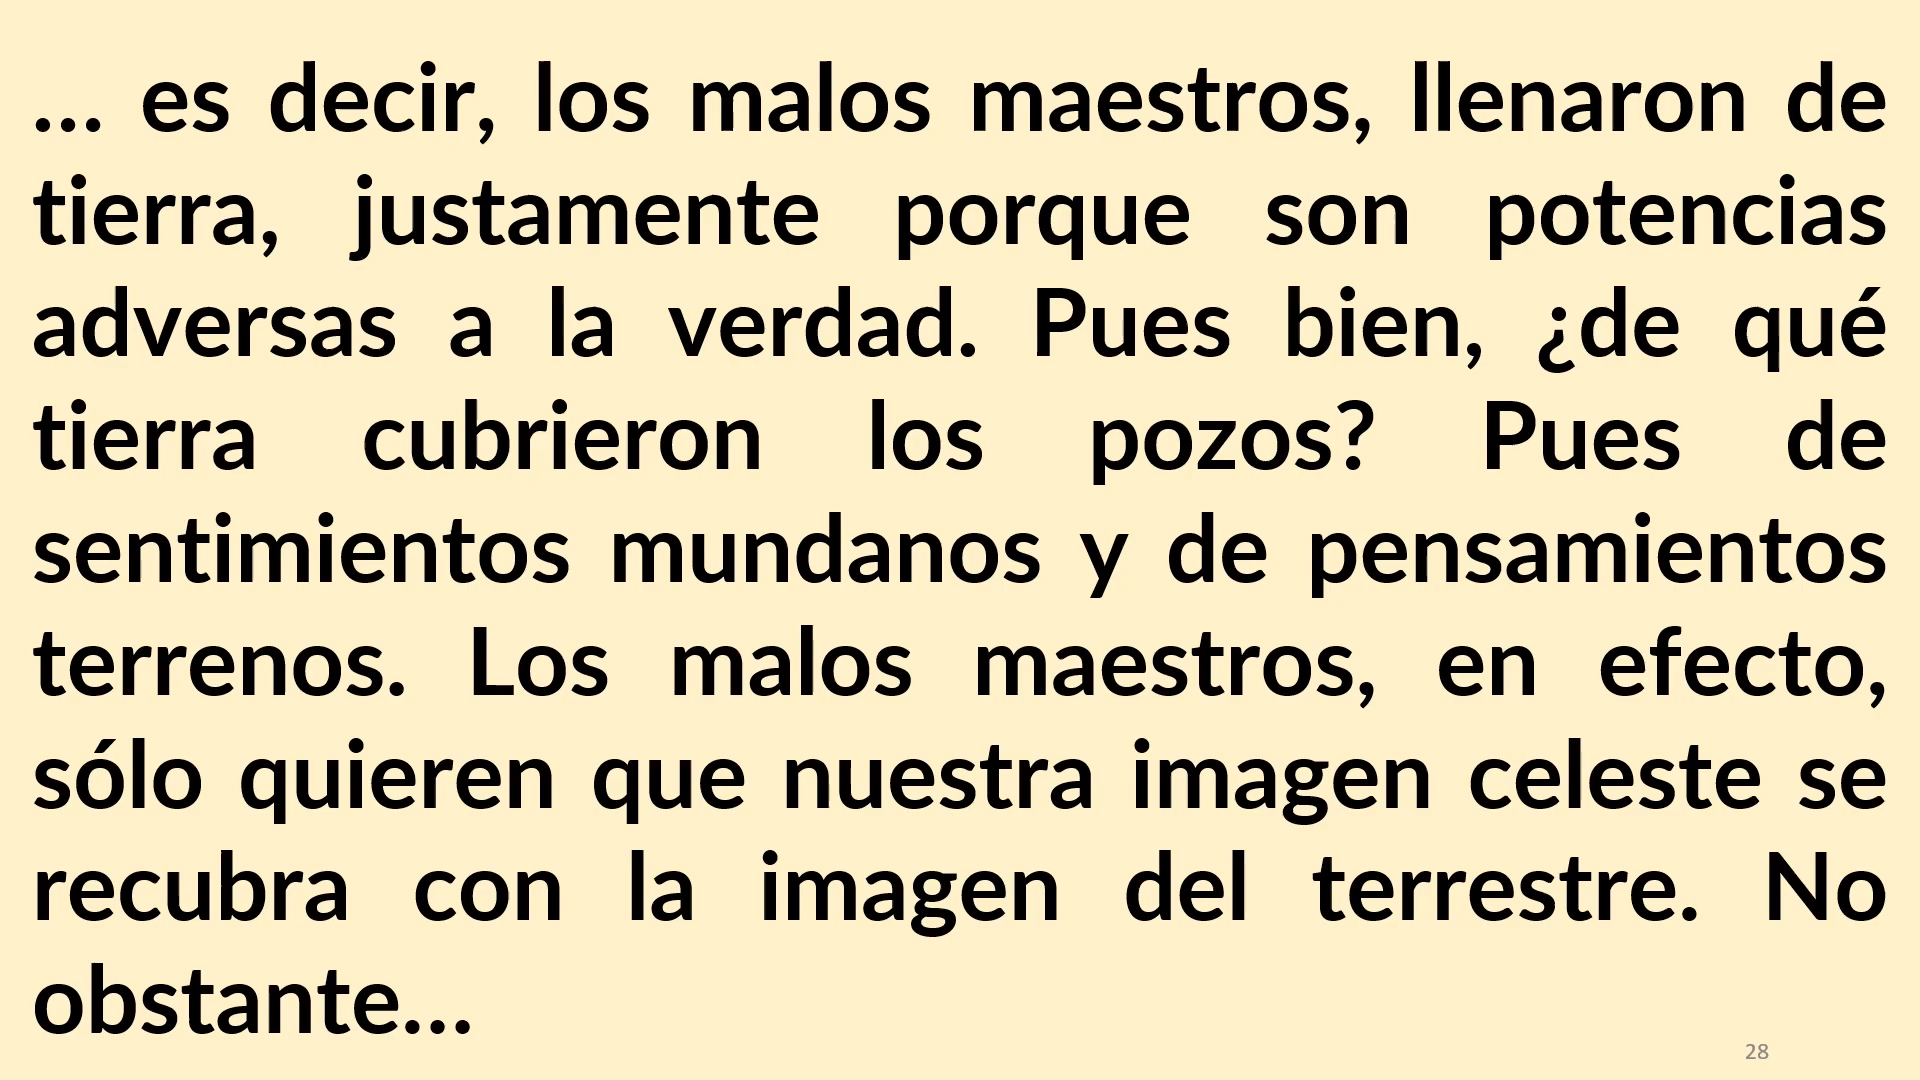 … es decir, los malos maestros, llenaron de
tierra, justamente porque son potencias
adversas a la verdad. Pues bien, ¿de qué
tierra cubrieron los pozos? Pues de
sentimientos mundanos y de pensamientos
terrenos. Los malos maestros, en efecto,
sólo quieren que nuestra imagen celeste se
recubra con la imagen del terrestre. No
obstante…
28